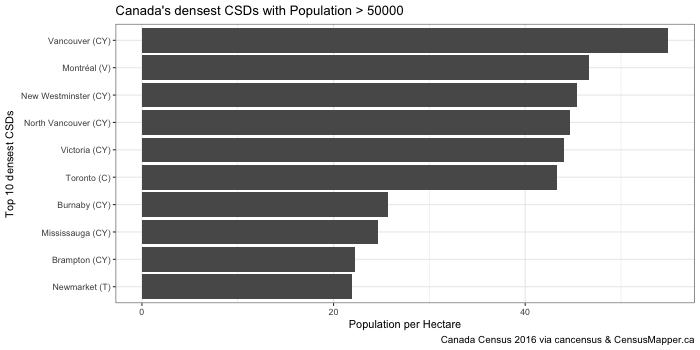 Canada's densest CSDs with Population > 50000
Top 10 densest CSDs
Vancouver (CY)
Montréal (V)
New Westminster (CY)
North Vancouver (CY)
Victoria (CY)
Toronto (C)
Burnaby (CY)
Mississauga (CY)
Brampton (CY)
Newmarket (T)
0 20 40
Population per Hectare
Canada Census 2016 via cancensus & CensusMapper.ca